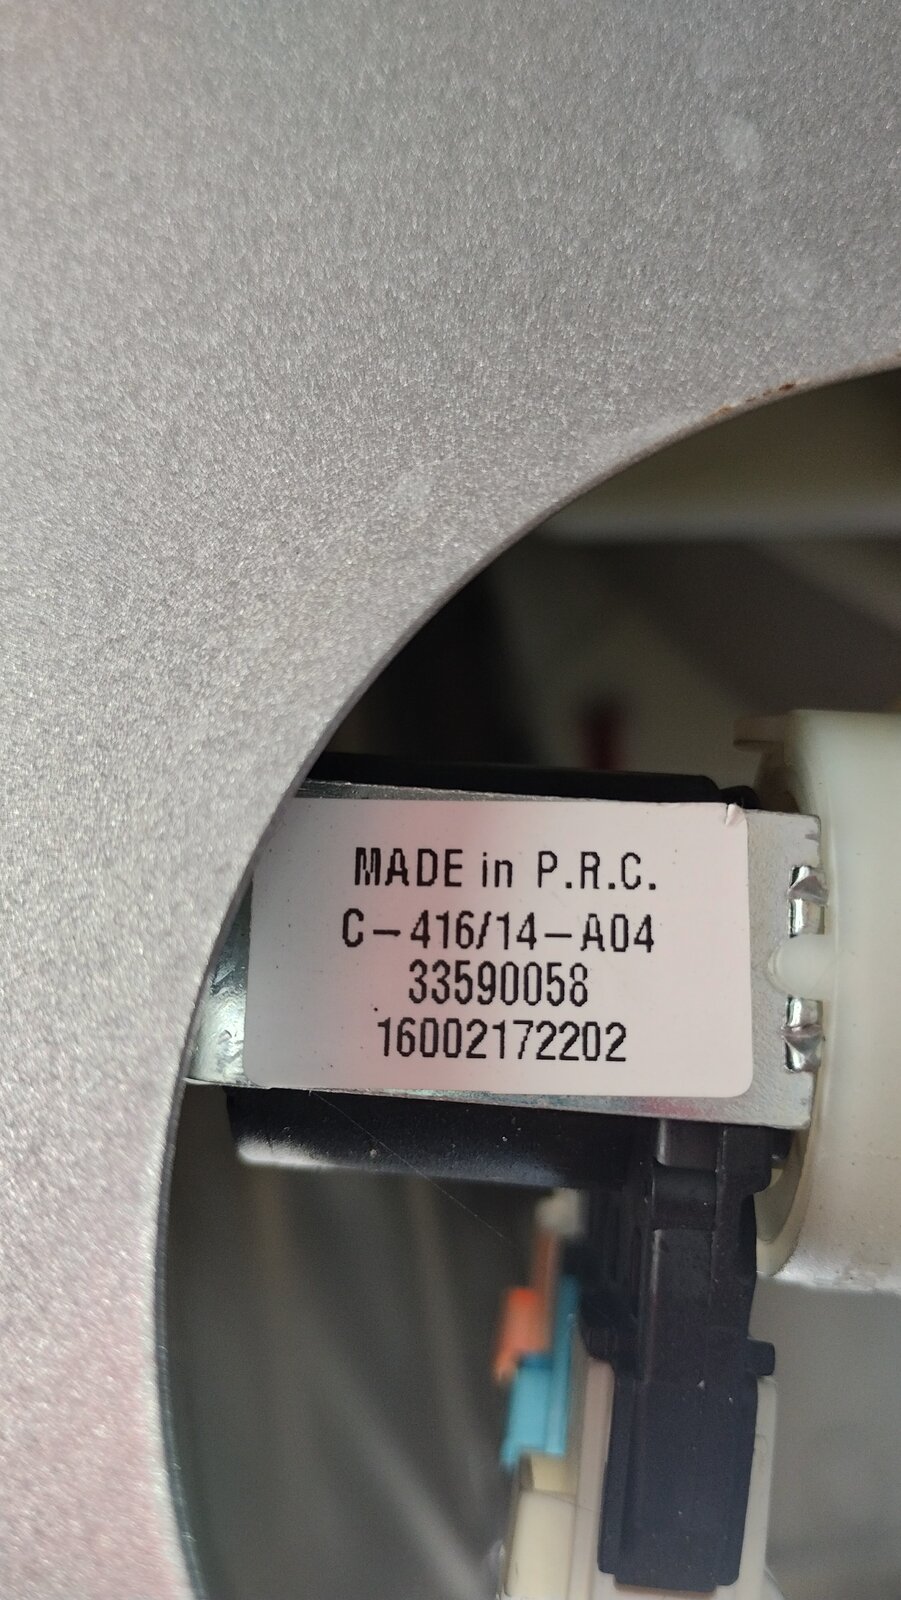 MADE in P.R.C.
C-416/14-A04
33590058
16002172202